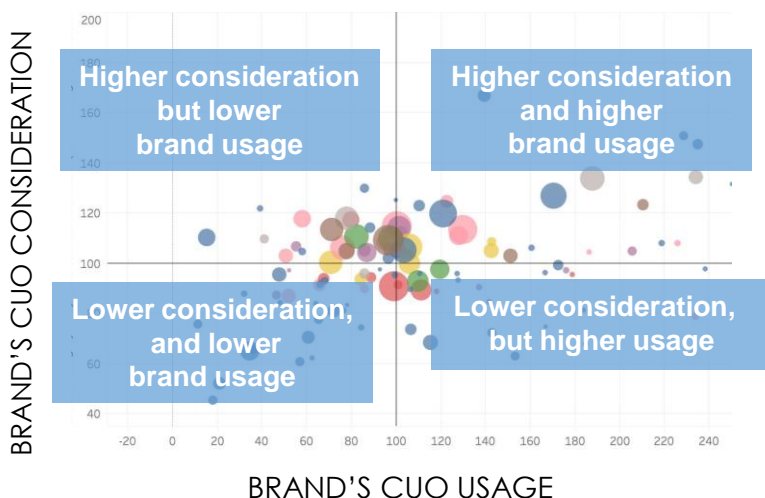 BRAND'S CUO CONSIDERATION
200
160
120
100
80
60
40
Higher consideration
but lower
brand usage
Higher consideration
and higher
brand usage
Lower consideration,
and lower
brand usage
Lower consideration,
but higher usage
-20 0 20 40 60 80 100 120 140 160 180 200 220 240
BRAND'S CUO USAGE